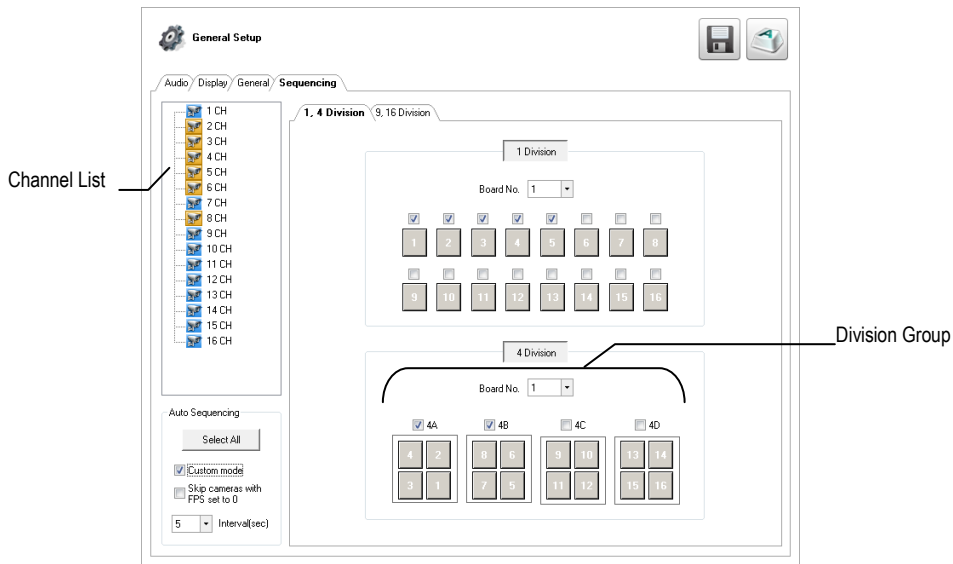 General Setup
Audio Display General Sequencing
1 CH
2 CH
3 CH
4 CH
5 CH
6 CH
7 CH
8 CH
9 CH
10 CH
11 CH
12 CH
13 CH
14 CH
15 CH
16 CH
Channel List
Auto Sequencing
Select All
Custom mode
Skip cameras with
FPS set to 0
5 Interval(sec)
1, 4 Division 9, 16 Division
1 Division
Board No. 1
1 2 3 4 5 6 7 8
9 10 11 12 13 14 15 16
Division Group
4 Division
Board No. 1
4A 4B 4C 4D
4 2 8 6 9 10 13 14
3 1 7 5 11 12 15 16